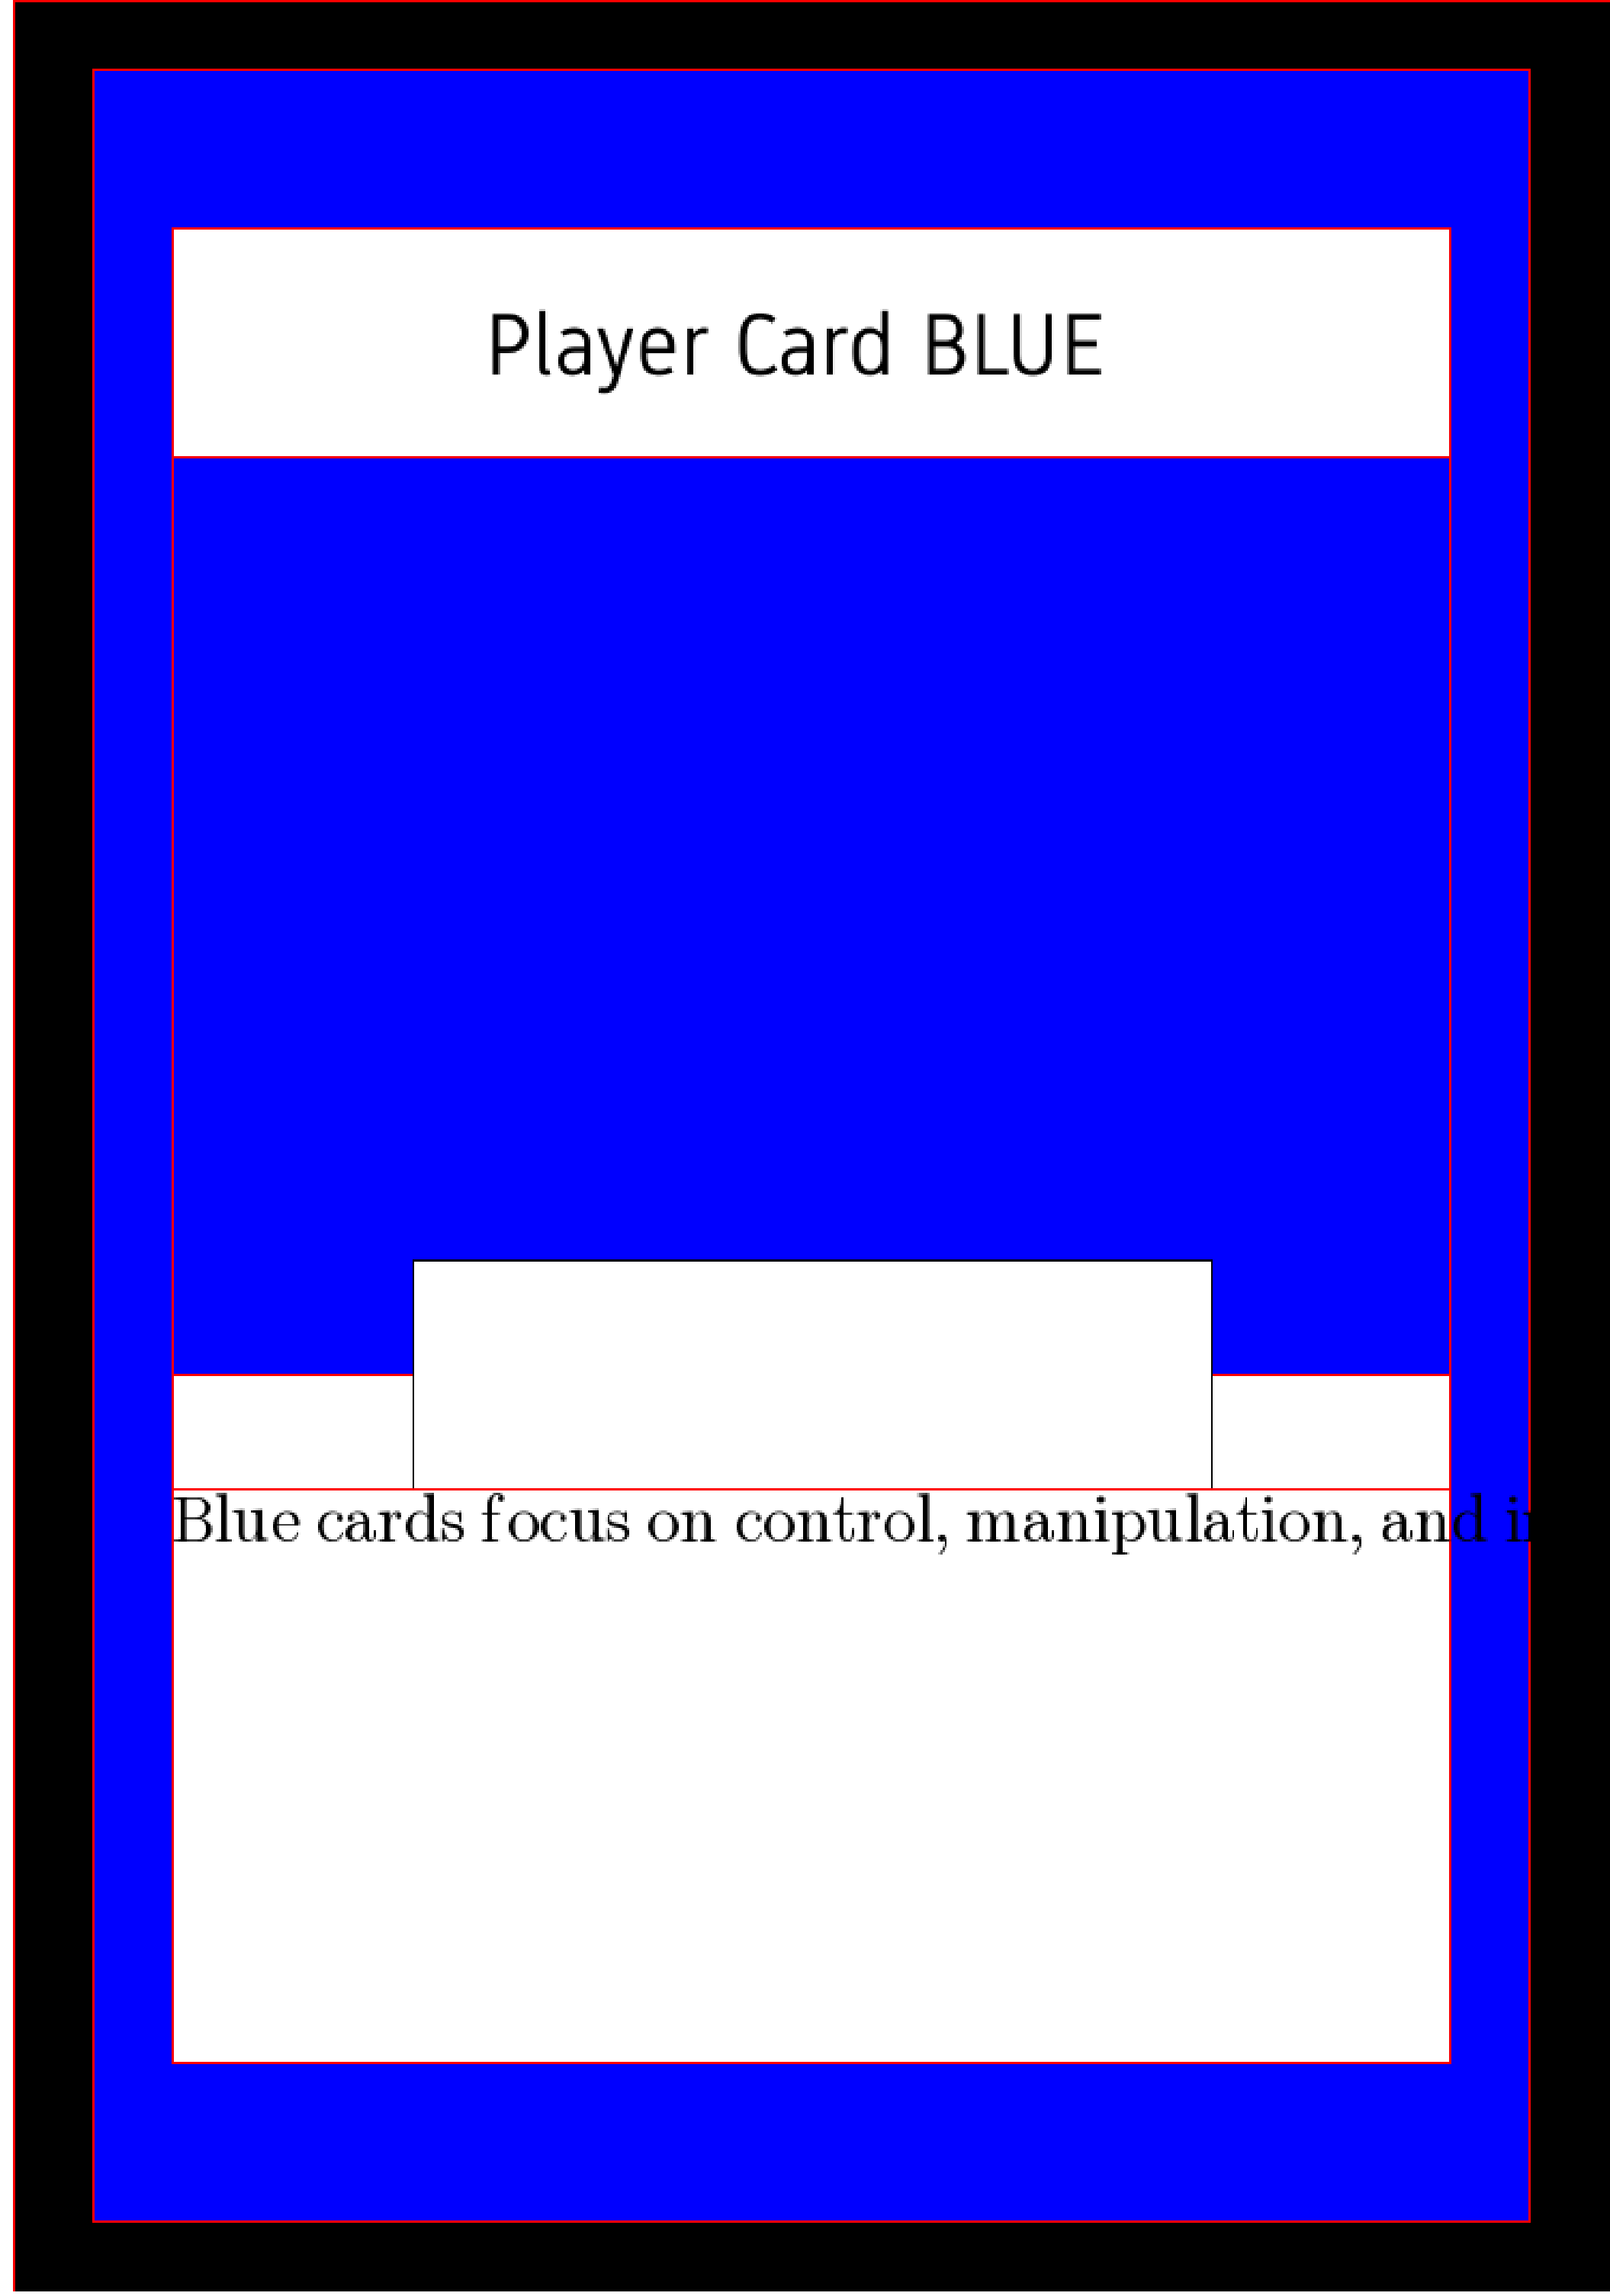 Player Card BLUE
Blue cards focus on control, manipulation, and